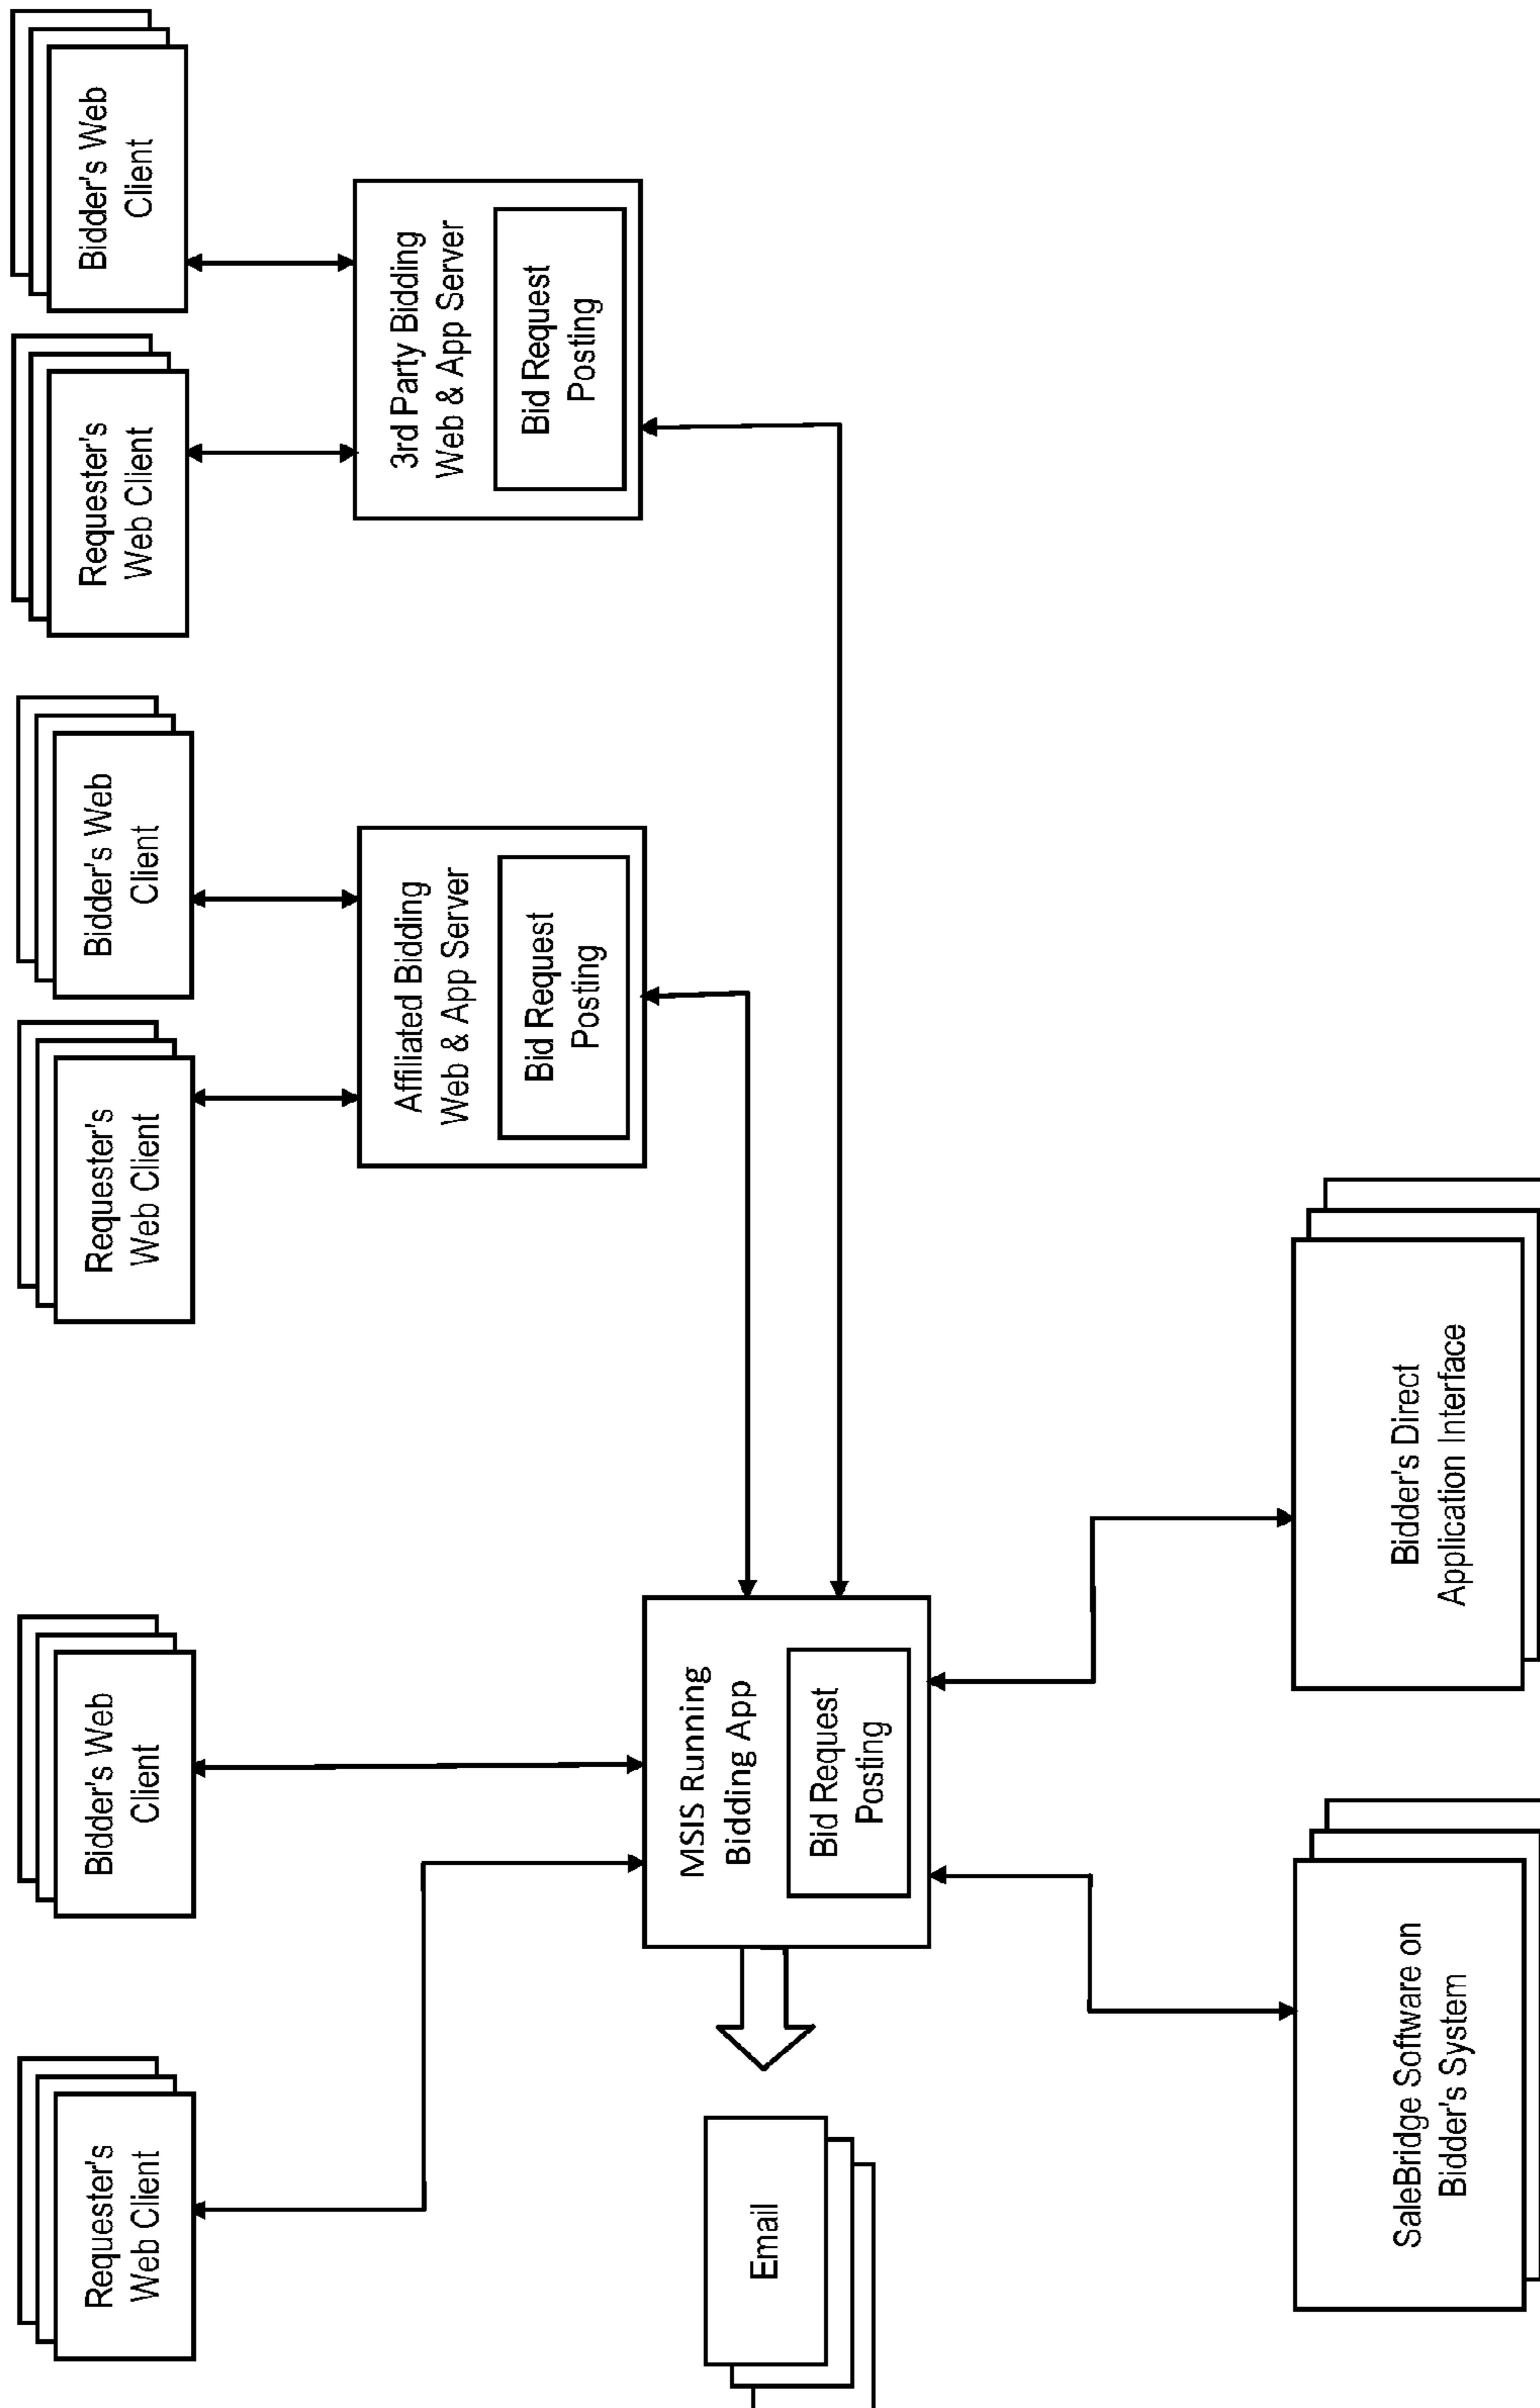 Requester's
Web Client
Bidder's Web
Client
Requester's
Web Client
Bidder's Web
Client
Requester's
Web Client
Bidder's Web
Client
Affiliated Bidding
Web & App Server
Bid Request
Posting
3rd Party Bidding
Web & App Server
Bid Request
Posting
Email
MSIS Running
Bidding App
Bid Request
Posting
SaleBridge Software on
Bidder's System
Bidder's Direct
Application Interface